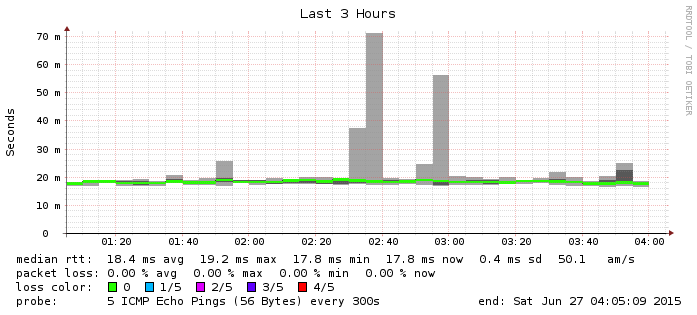 Last 3 Hours
RRDTOOL / TOBI OETIKER
Seconds
70 m
60 m
50 m
40 m
30 m
20 m
10 m
0
01:20 01:40 02:00 02:20 02:40 03:00 03:20 03:40 04:00
median rtt: 18.4 ms avg 19.2 ms max 17.8 ms min 17.8 ms now 0.4 ms sd 50.1 am/s
packet loss: 0.00 % avg 0.00 % max 0.00 % min 0.00 % now
loss color: 0 1/5 2/5 3/5 4/5
probe: 5 ICMP Echo Pings (56 Bytes) every 300s end: Sat Jun 27 04:05:09 2015